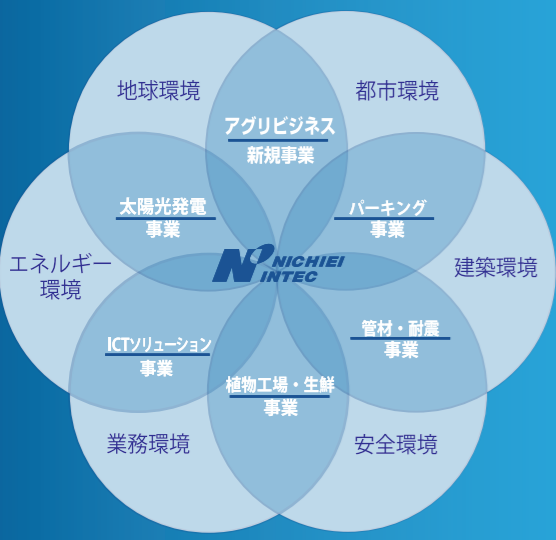 地球環境
都市環境
アグリビジネス
新規事業
太陽光発電
事業
パーキング
事業
エネルギー
環境
NICHIEI
INTEC
建築環境
ICTソリューション
事業
管材・耐震
事業
植物工場・生鮮
事業
業務環境
安全環境